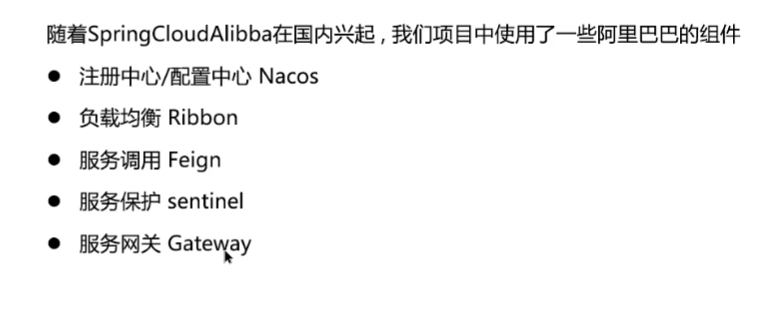 随着SpringCloudAlibba在国内兴起,我们项目中使用了一些阿里巴巴的组件
● 注册中心/配置中心 Nacos
● 负载均衡 Ribbon
● 服务调用 Feign
● 服务保护 sentinel
● 服务网关 Gateway